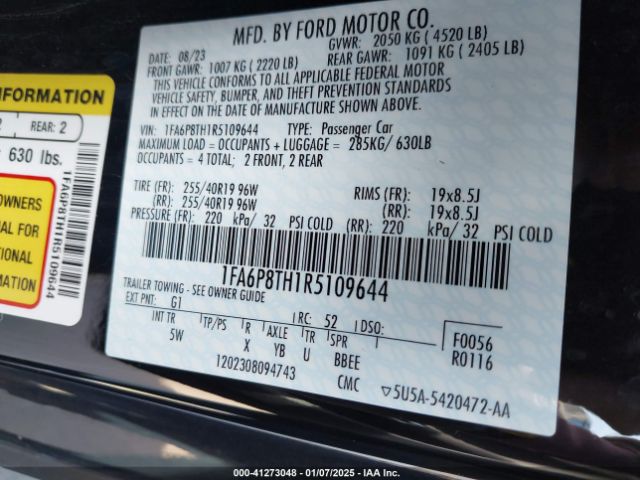 MFD. BY FORD MOTOR CO.
DATE: 08/23 GVWR: 2050 KG ( 4520 LB)
FRONT GAWR: 1007 KG ( 2220 LB) REAR GAWR: 1091 KG ( 2405 LB)
THIS VEHICLE CONFORMS TO ALL APPLICABLE FEDERAL MOTOR
VEHICLE SAFETY, BUMPER, AND THEFT PREVENTION STANDARDS
IN EFFECT ON THE DATE OF MANUFACTURE SHOWN ABOVE.
VIN: 1FA6P8TH1R5109644 TYPE: Passenger Car
MAXIMUM LOAD = OCCUPANTS + LUGGAGE = 285KG/ 630LB
OCCUPANTS = 4 TOTAL; 2 FRONT, 2 REAR
TIRE (FR): 255/40R19 96W RIMS (FR): 19x8.5J
(RR): 255/40R19 96W (RR): 19x8.5J
PRESSURE (FR): 220 kPa/ 32 PSI COLD (RR): 220 kPa/ 32 PSI COLD
1FA6P8TH1R5109644
TRAILER TOWING - SEE OWNER GUIDE
EXT PNT: G1 RC: 52 DSO:
INT TR TP/PS R AXLE TR SPR
5W X YB U BBEE
F0056
R0116
1202308094743 CMC ▽5U5A-5420472-AA
INFORMATION
2 REAR: 2
630 lbs.
OWNERS
UAL FOR
TIONAL
MATION
1FA6P8TH1R5109644
000-41273048 — 01/07/2025 — IAA Inc.